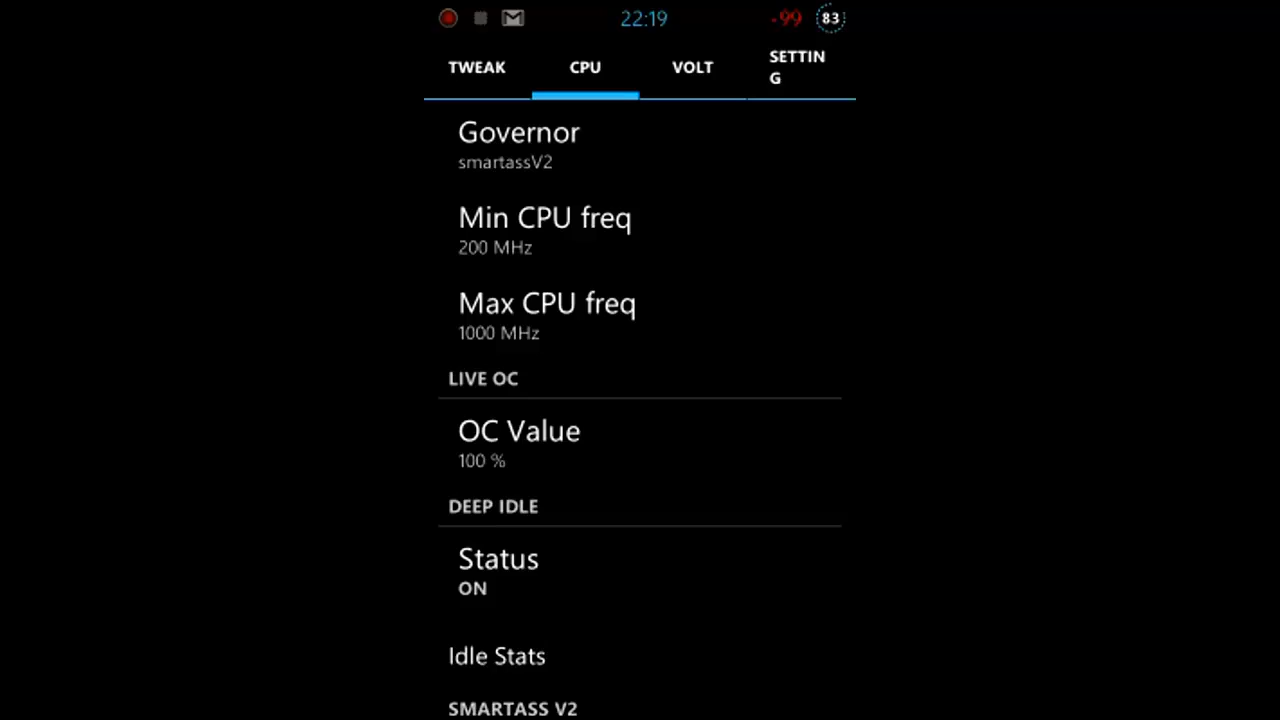 22:19 -99 83
TWEAK CPU VOLT SETTIN
G
Governor
smartassV2
Min CPU freq
200 MHz
Max CPU freq
1000 MHz
LIVE OC
OC Value
100 %
DEEP IDLE
Status
ON
Idle Stats
SMARTASS V2